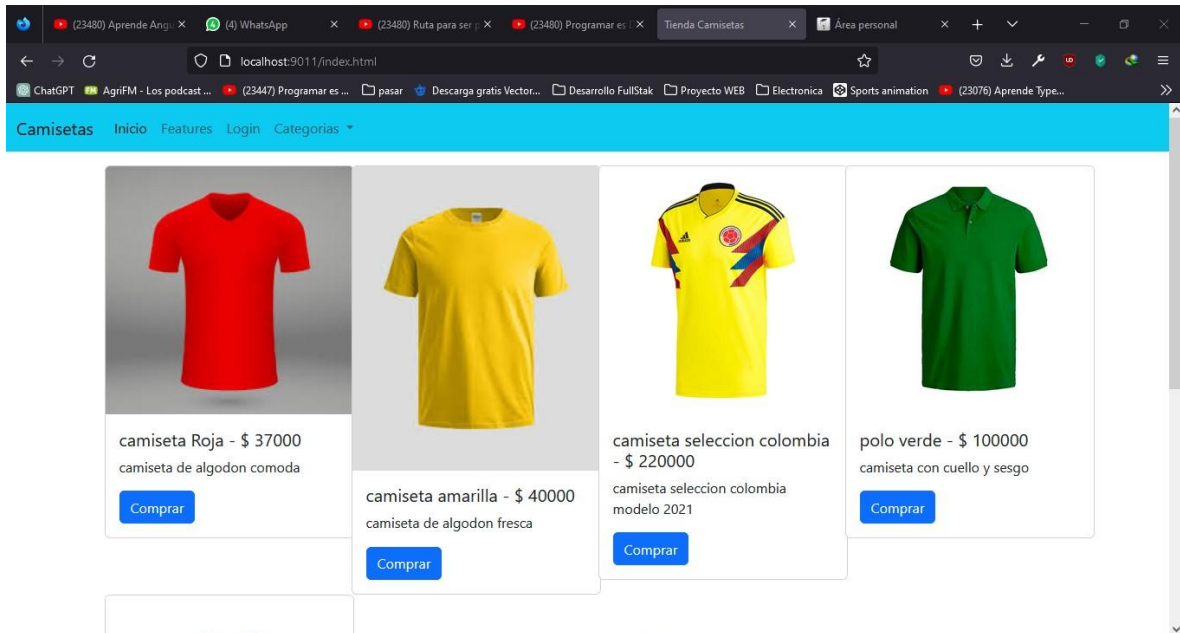 (23480) Aprende Angu
(4) WhatsApp
(23480) Ruta para ser p
(23480) Programar es
Tienda Camisetas
Área personal
localhost:9011/index.html
ChatGPT
AgriFM - Los podcast ...
(23447) Programar es ...
pasar
Descarga gratis Vector...
Desarrollo FullStak
Proyecto WEB
Electronica
Sports animation
(23076) Aprende Type...
Camisetas Inicio Features Login Categorias
camiseta Roja - $ 37000
camiseta de algodon comoda
Comprar
camiseta amarilla - $ 40000
camiseta de algodon fresca
Comprar
camiseta seleccion colombia
- $ 220000
camiseta seleccion colombia
modelo 2021
Comprar
polo verde - $ 100000
camiseta con cuello y sesgo
Comprar